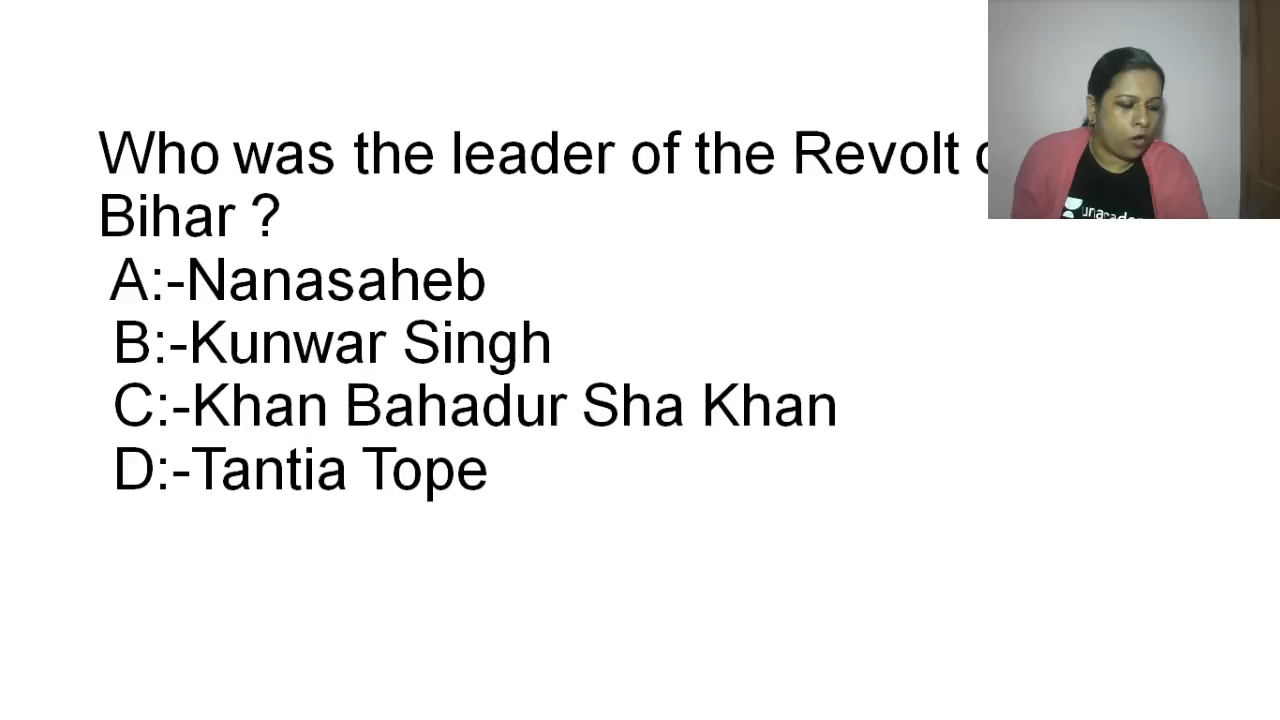 Who was the leader of the Revolt
Bihar ?
A:-Nanasaheb
B:-Kunwar Singh
C:-Khan Bahadur Sha Khan
D:-Tantia Tope